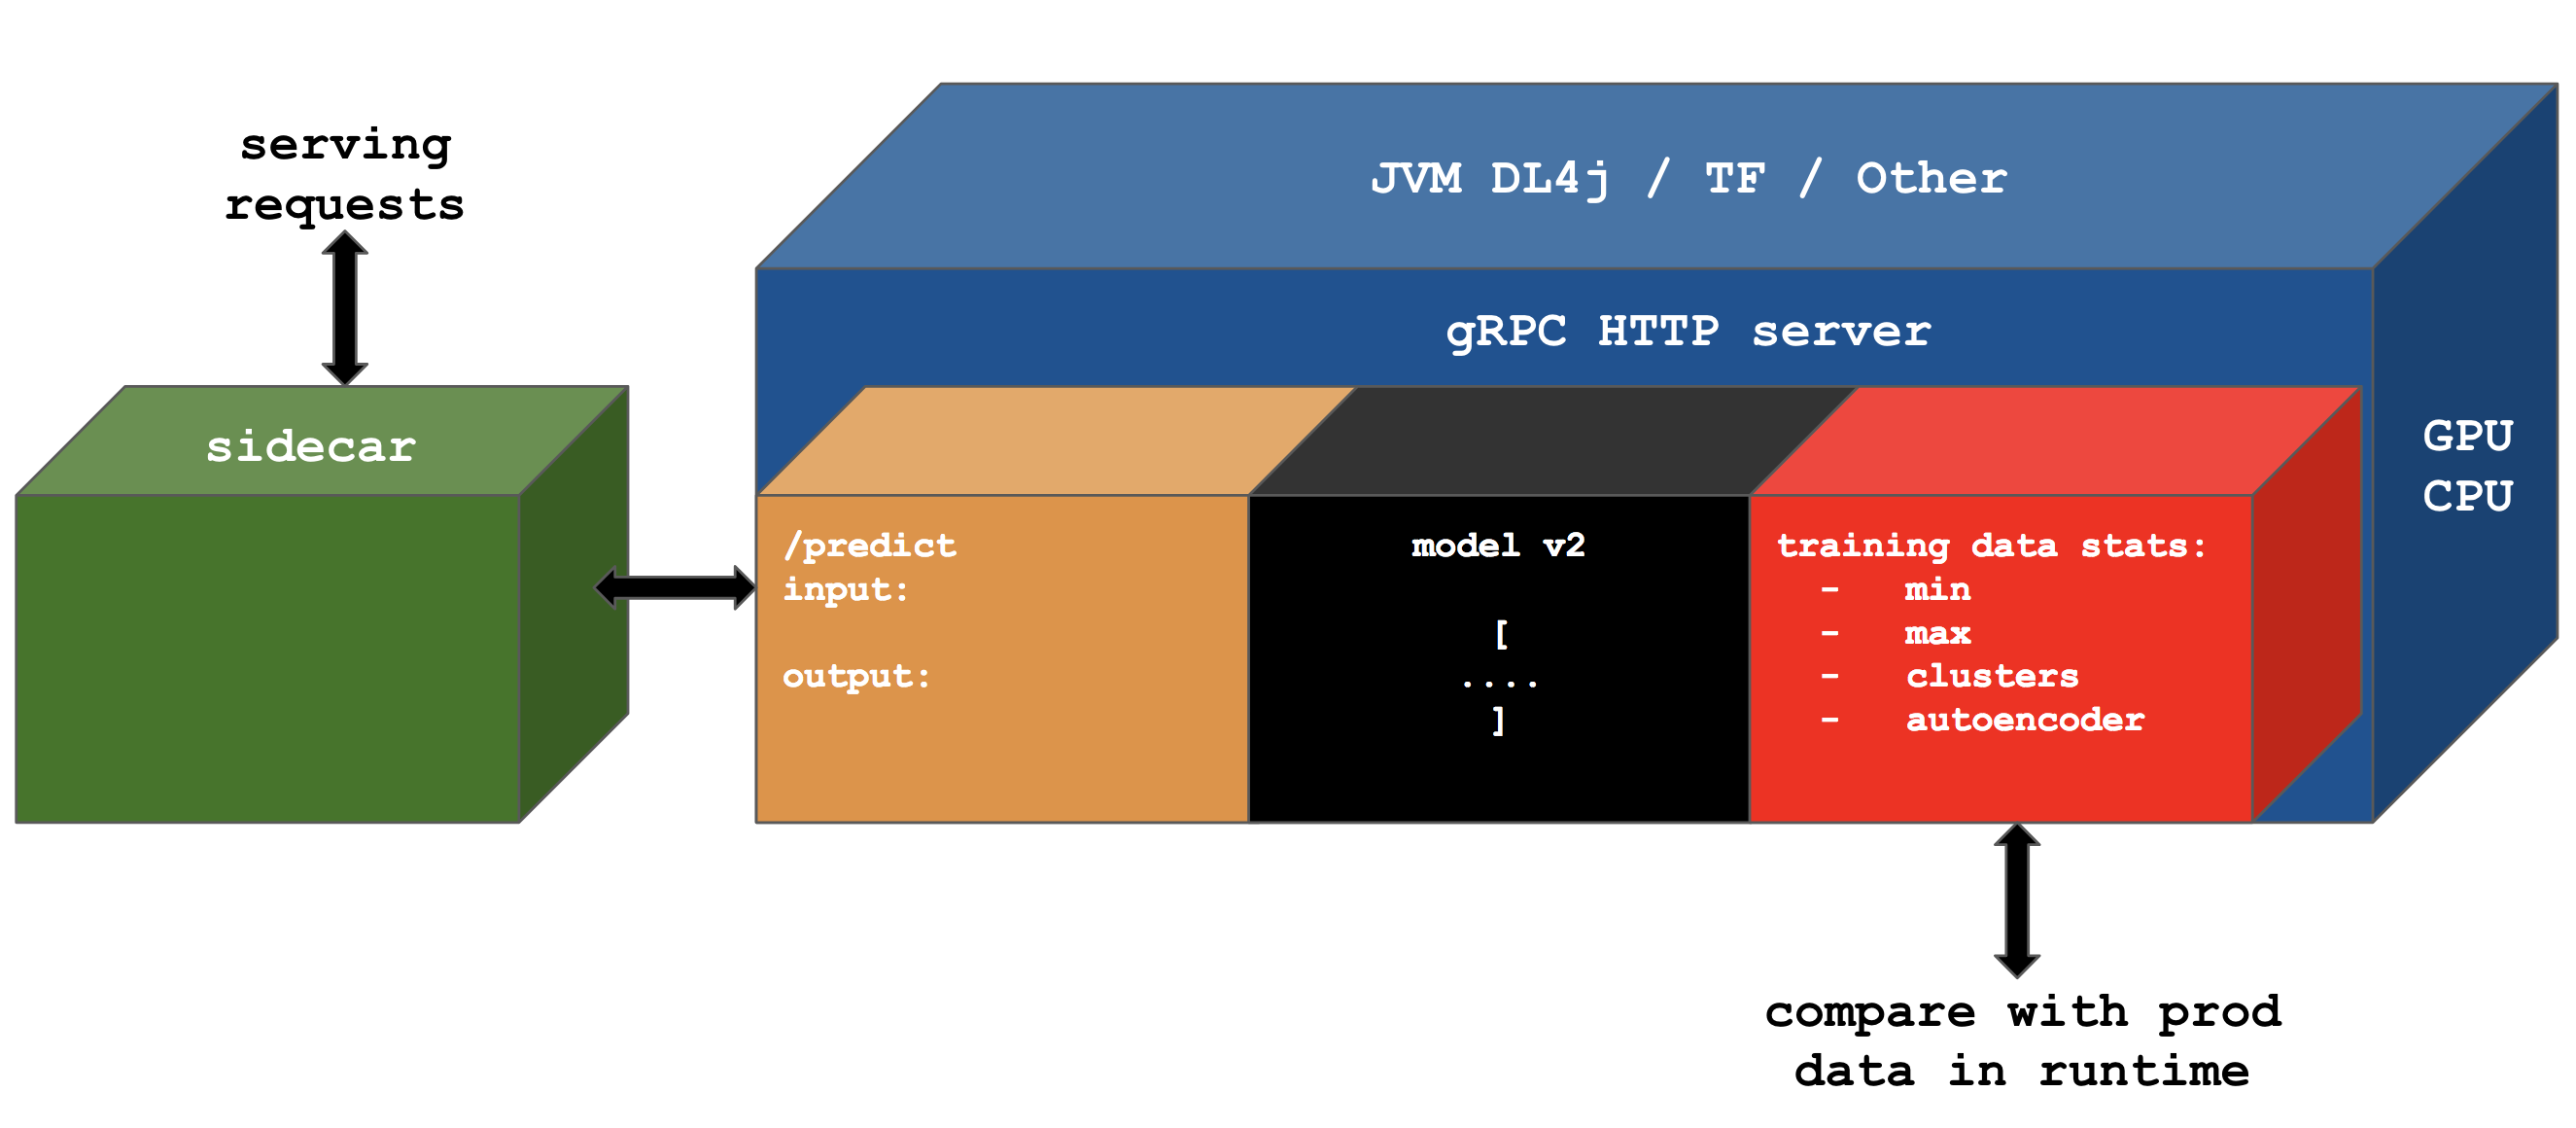 serving
requests
sidecar
JVM DL4j / TF / Other
gRPC HTTP server
GPU
CPU
/predict
input:
output:
model v2
[
....
]
training data stats:
- min
- max
- clusters
- autoencoder
compare with prod
data in runtime